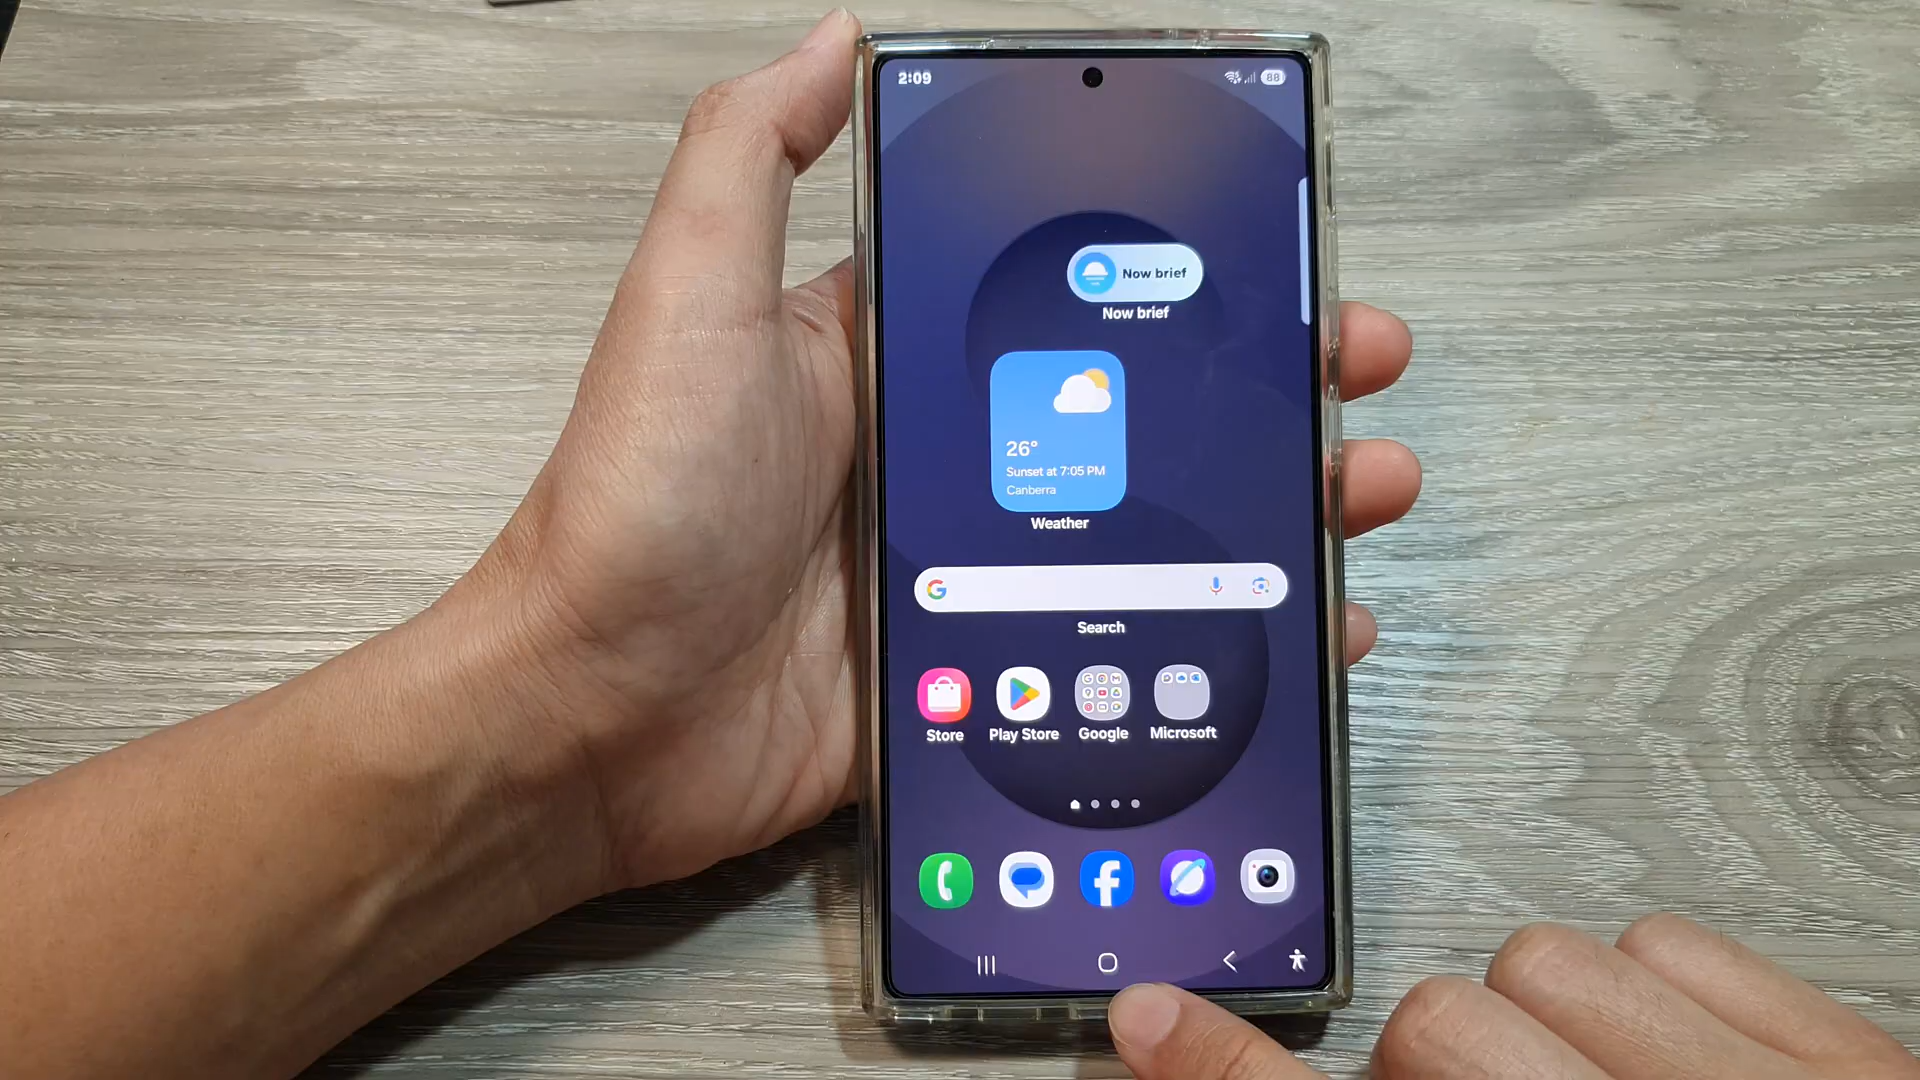 2:09
88
Now brief
Now brief
26°
Sunset at 7:05 PM
Canberra
Weather
Search
Store
Play Store
Google
Microsoft